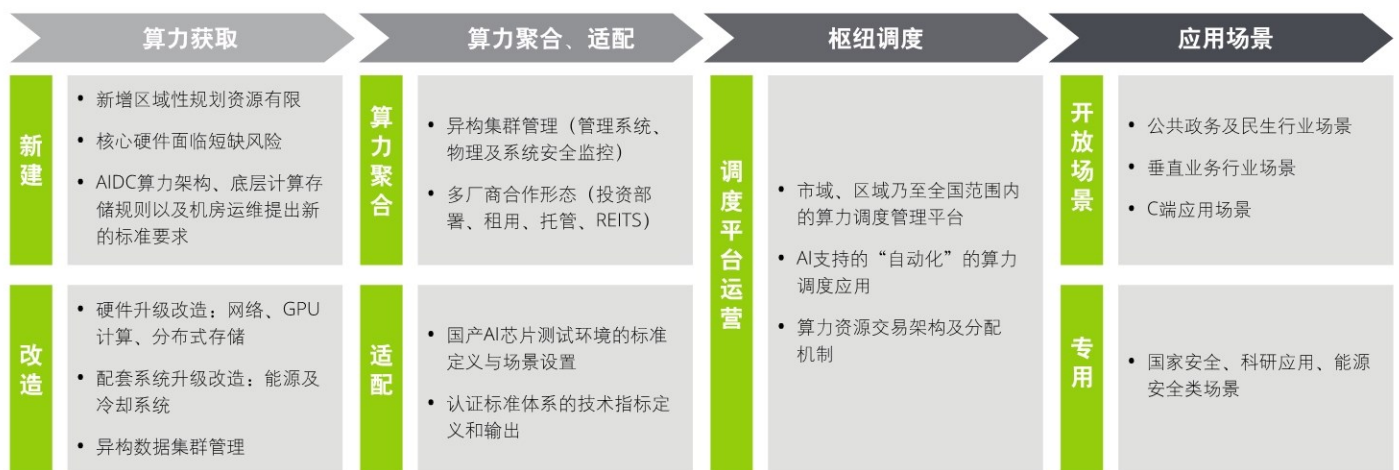 算力获取
算力聚合、适配
枢纽调度
应用场景
新建
• 新增区域性规划资源有限
• 核心硬件面临短缺风险
• AIDC算力架构、底层计算存
储规则以及机房运维提出新
的标准要求
改造
• 硬件升级改造：网络、GPU
计算、分布式存储
• 配套系统升级改造：能源及
冷却系统
• 异构数据集群管理
算力聚合
• 异构集群管理（管理系统、
物理及系统安全监控）
• 多厂商合作形态（投资部
署、租用、托管、REITS）
适配
• 国产AI芯片测试环境的标准
定义与场景设置
• 认证标准体系的技术指标定
义和输出
调度平台运营
• 市域、区域乃至全国范围内
的算力调度管理平台
• AI支持的“自动化”的算力
调度应用
• 算力资源交易架构及分配
机制
开放场景
• 公共政务及民生行业场景
• 垂直业务行业场景
• C端应用场景
专用
• 国家安全、科研应用、能源
安全类场景